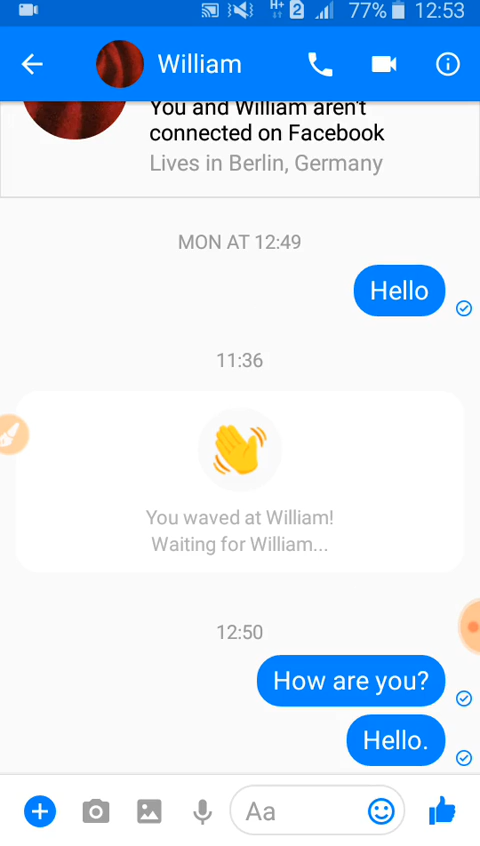 H+ 2 77% 12:53
William
You and William aren't
connected on Facebook
Lives in Berlin, Germany
MON AT 12:49
Hello
11:36
You waved at William!
Waiting for William...
12:50
How are you?
Hello.
Aa